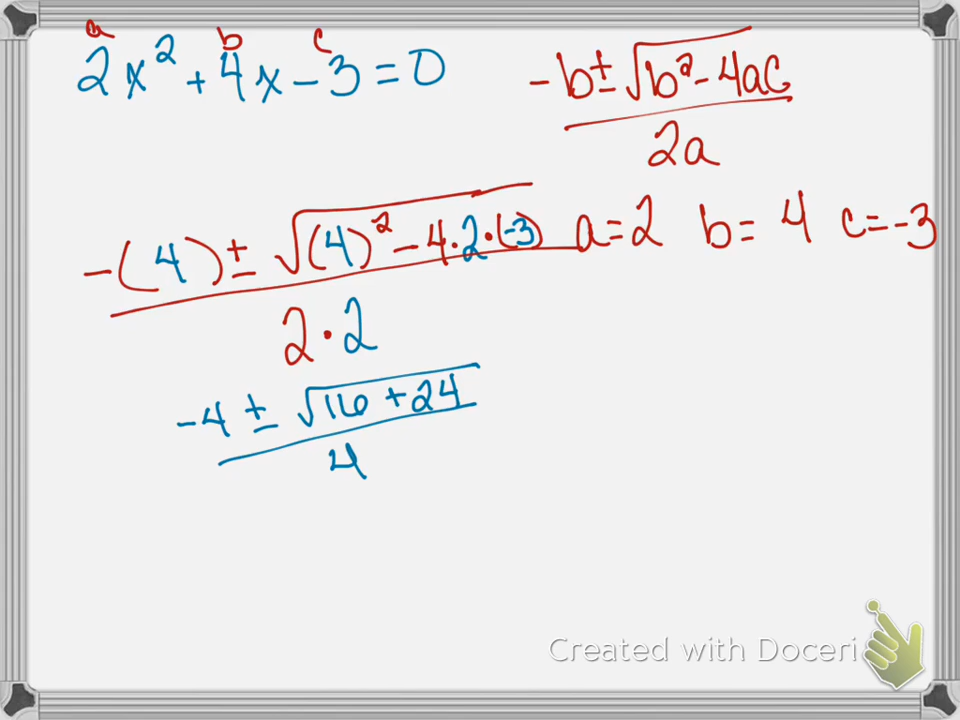 a b c
2x² + 4x - 3 = 0
-b ± √b² - 4ac
2a
-(4) ± √(4)² - 4 · 2 · (-3)
2 · 2
a = 2 b = 4 c = -3
-4 ± √16 + 24
4
Created with Doceri